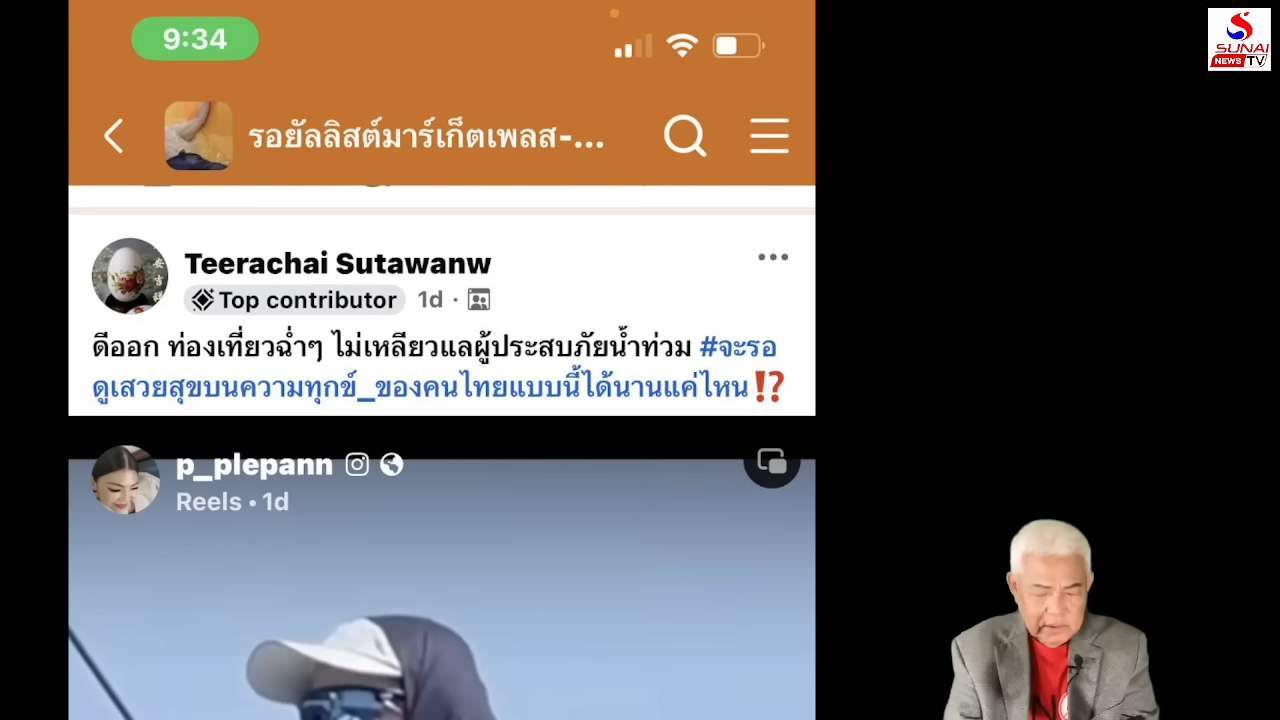 9:34
SUNAI
NEWS TV
รอยัลลิสต์มาร์เก็ตเพลส-...
Teerachai Sutawanw
Top contributor 1d ·
ดีออก ท่องเที่ยวฉ่ำๆ ไม่เหลียวแลผู้ประสบภัยน้ำท่วม #จะรอ
ดูเสวยสุขบนความทุกข์_ของคนไทยแบบนี้ได้นานแค่ไหน⁉️
p_plepann
Reels • 1d